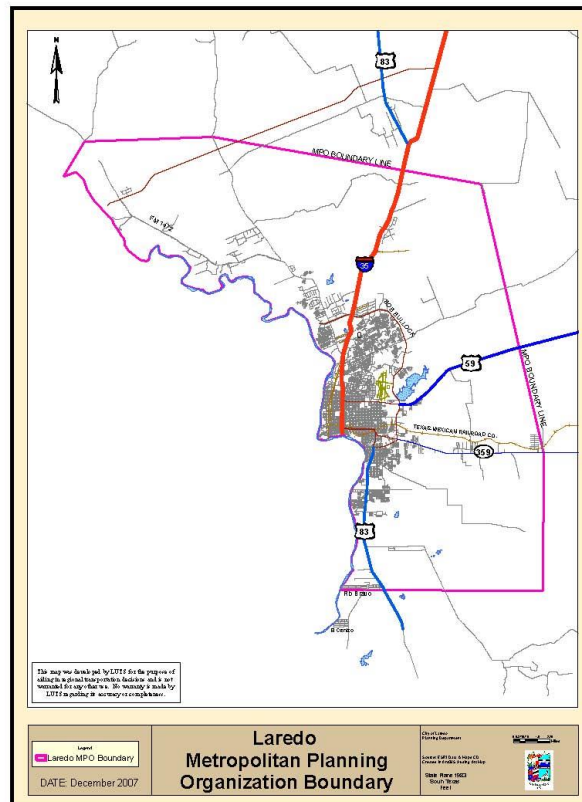 N
83
MPO BOUNDARY LINE
FM 1472
35
BOB BULLOCK
59
MPO BOUNDARY LINE
TEXAS MEXICAN RAILROAD CO.
359
83
Rio Bravo
El Cenizo
This map was developed by LUTS for the purpose of
aiding in regional transportation decisions and is not
warranted for any other use. No warranty is made by
LUTS regarding its accuracy or completeness.
Legend
Laredo MPO Boundary
DATE: December 2007
Laredo
Metropolitan Planning
Organization Boundary
City of Laredo
Planning Department
State Plane 1983
South Texas
Feet